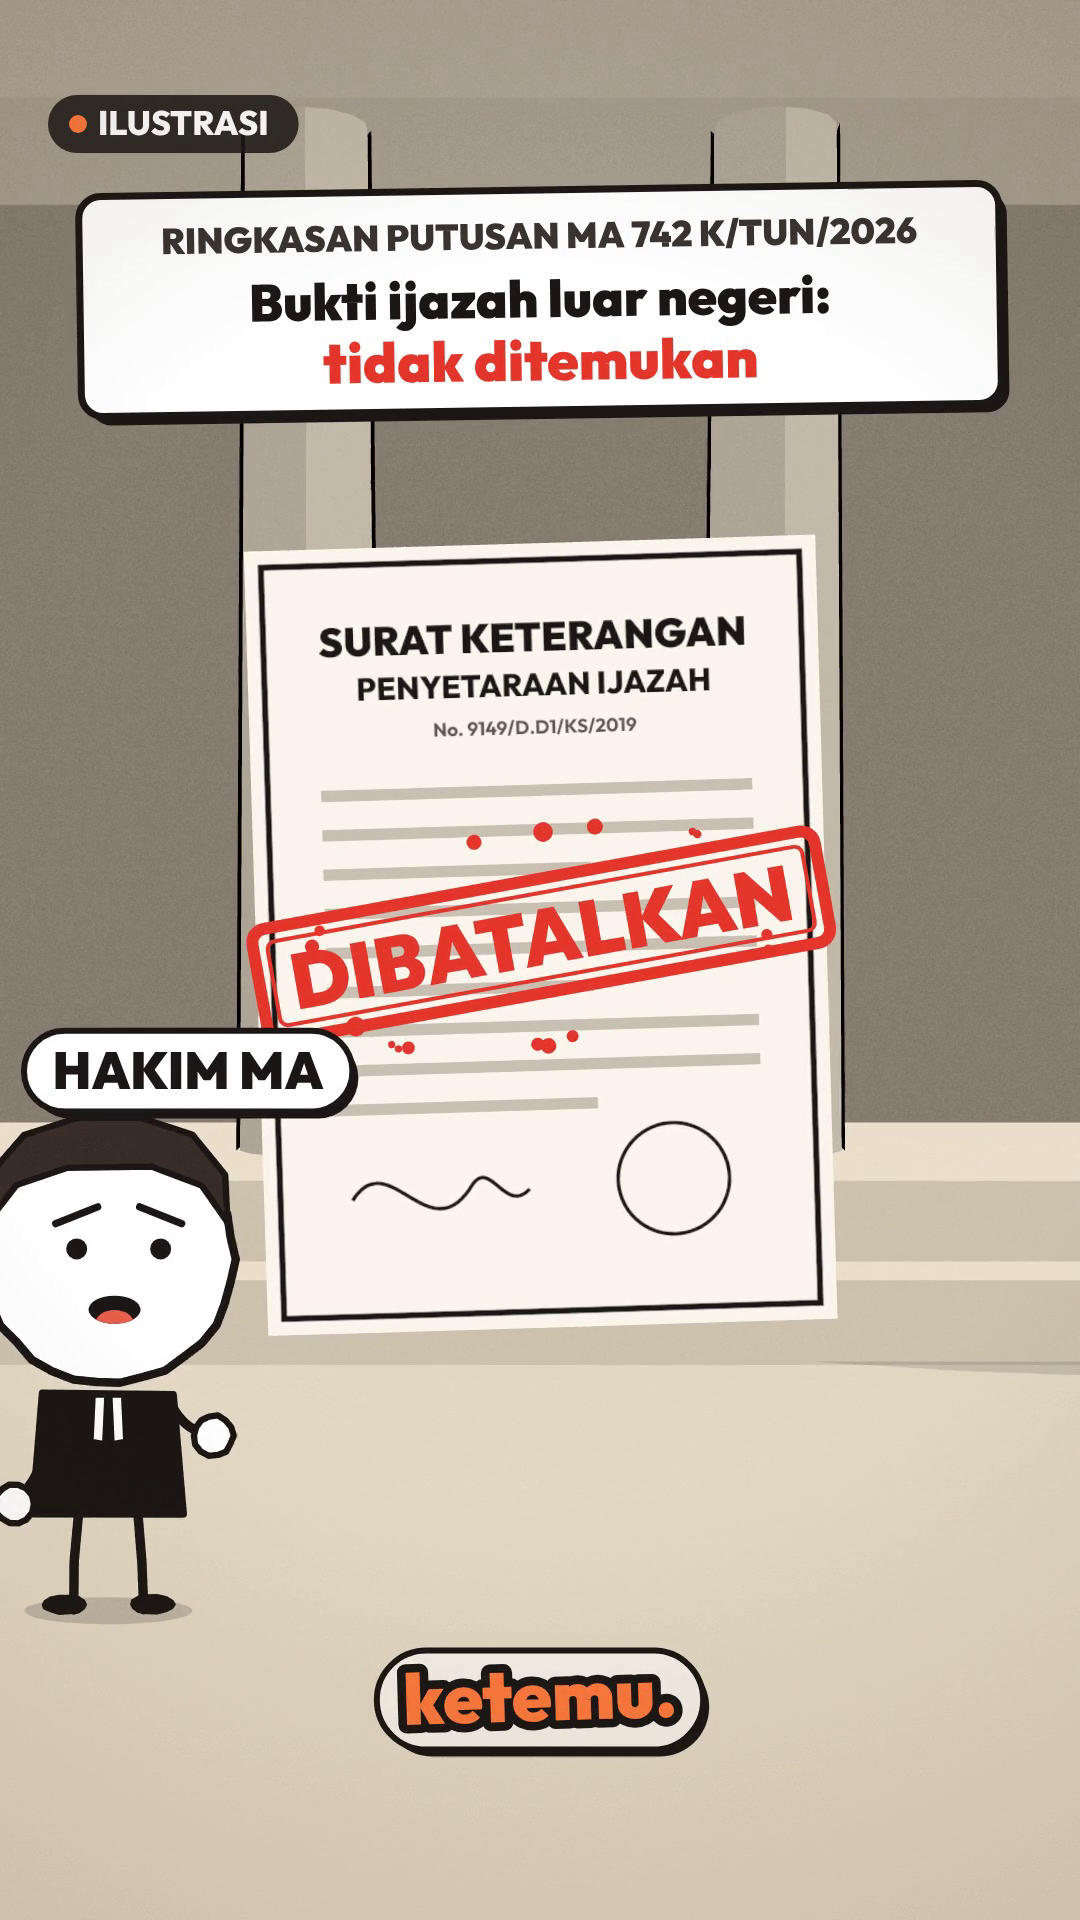 ILUSTRASI
RINGKASAN PUTUSAN MA 742 K/TUN/2026
Bukti ijazah luar negeri:
tidak ditemukan
SURAT KETERANGAN
PENYETARAAN IJAZAH
No. 9149/D.D1/KS/2019
DIBATALKAN
HAKIM MA
ketemu.